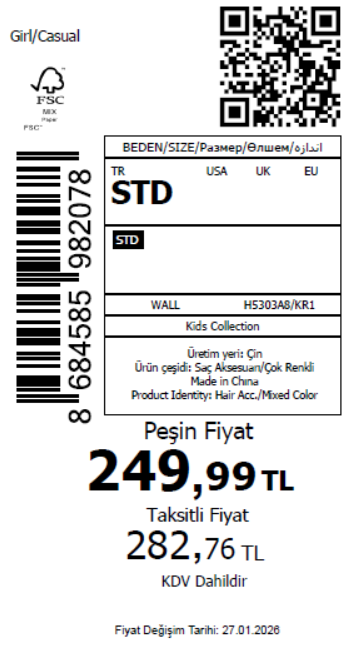 Girl/Casual
FSC
MIX
Paper
FSC™
BEDEN/SIZE/Размер/Өлшем/اندازه
TR USA UK EU
STD
STD
WALL H5303A8/KR1
Kids Collection
Üretim yeri: Çin
Ürün çeşidi: Saç Aksesuarı/Çok Renkli
Made in China
Product Identity: Hair Acc./Mixed Color
8 684585 982078
Peşin Fiyat
249,99 TL
Taksitli Fiyat
282,76 TL
KDV Dahildir
Fiyat Değişim Tarihi: 27.01.2026